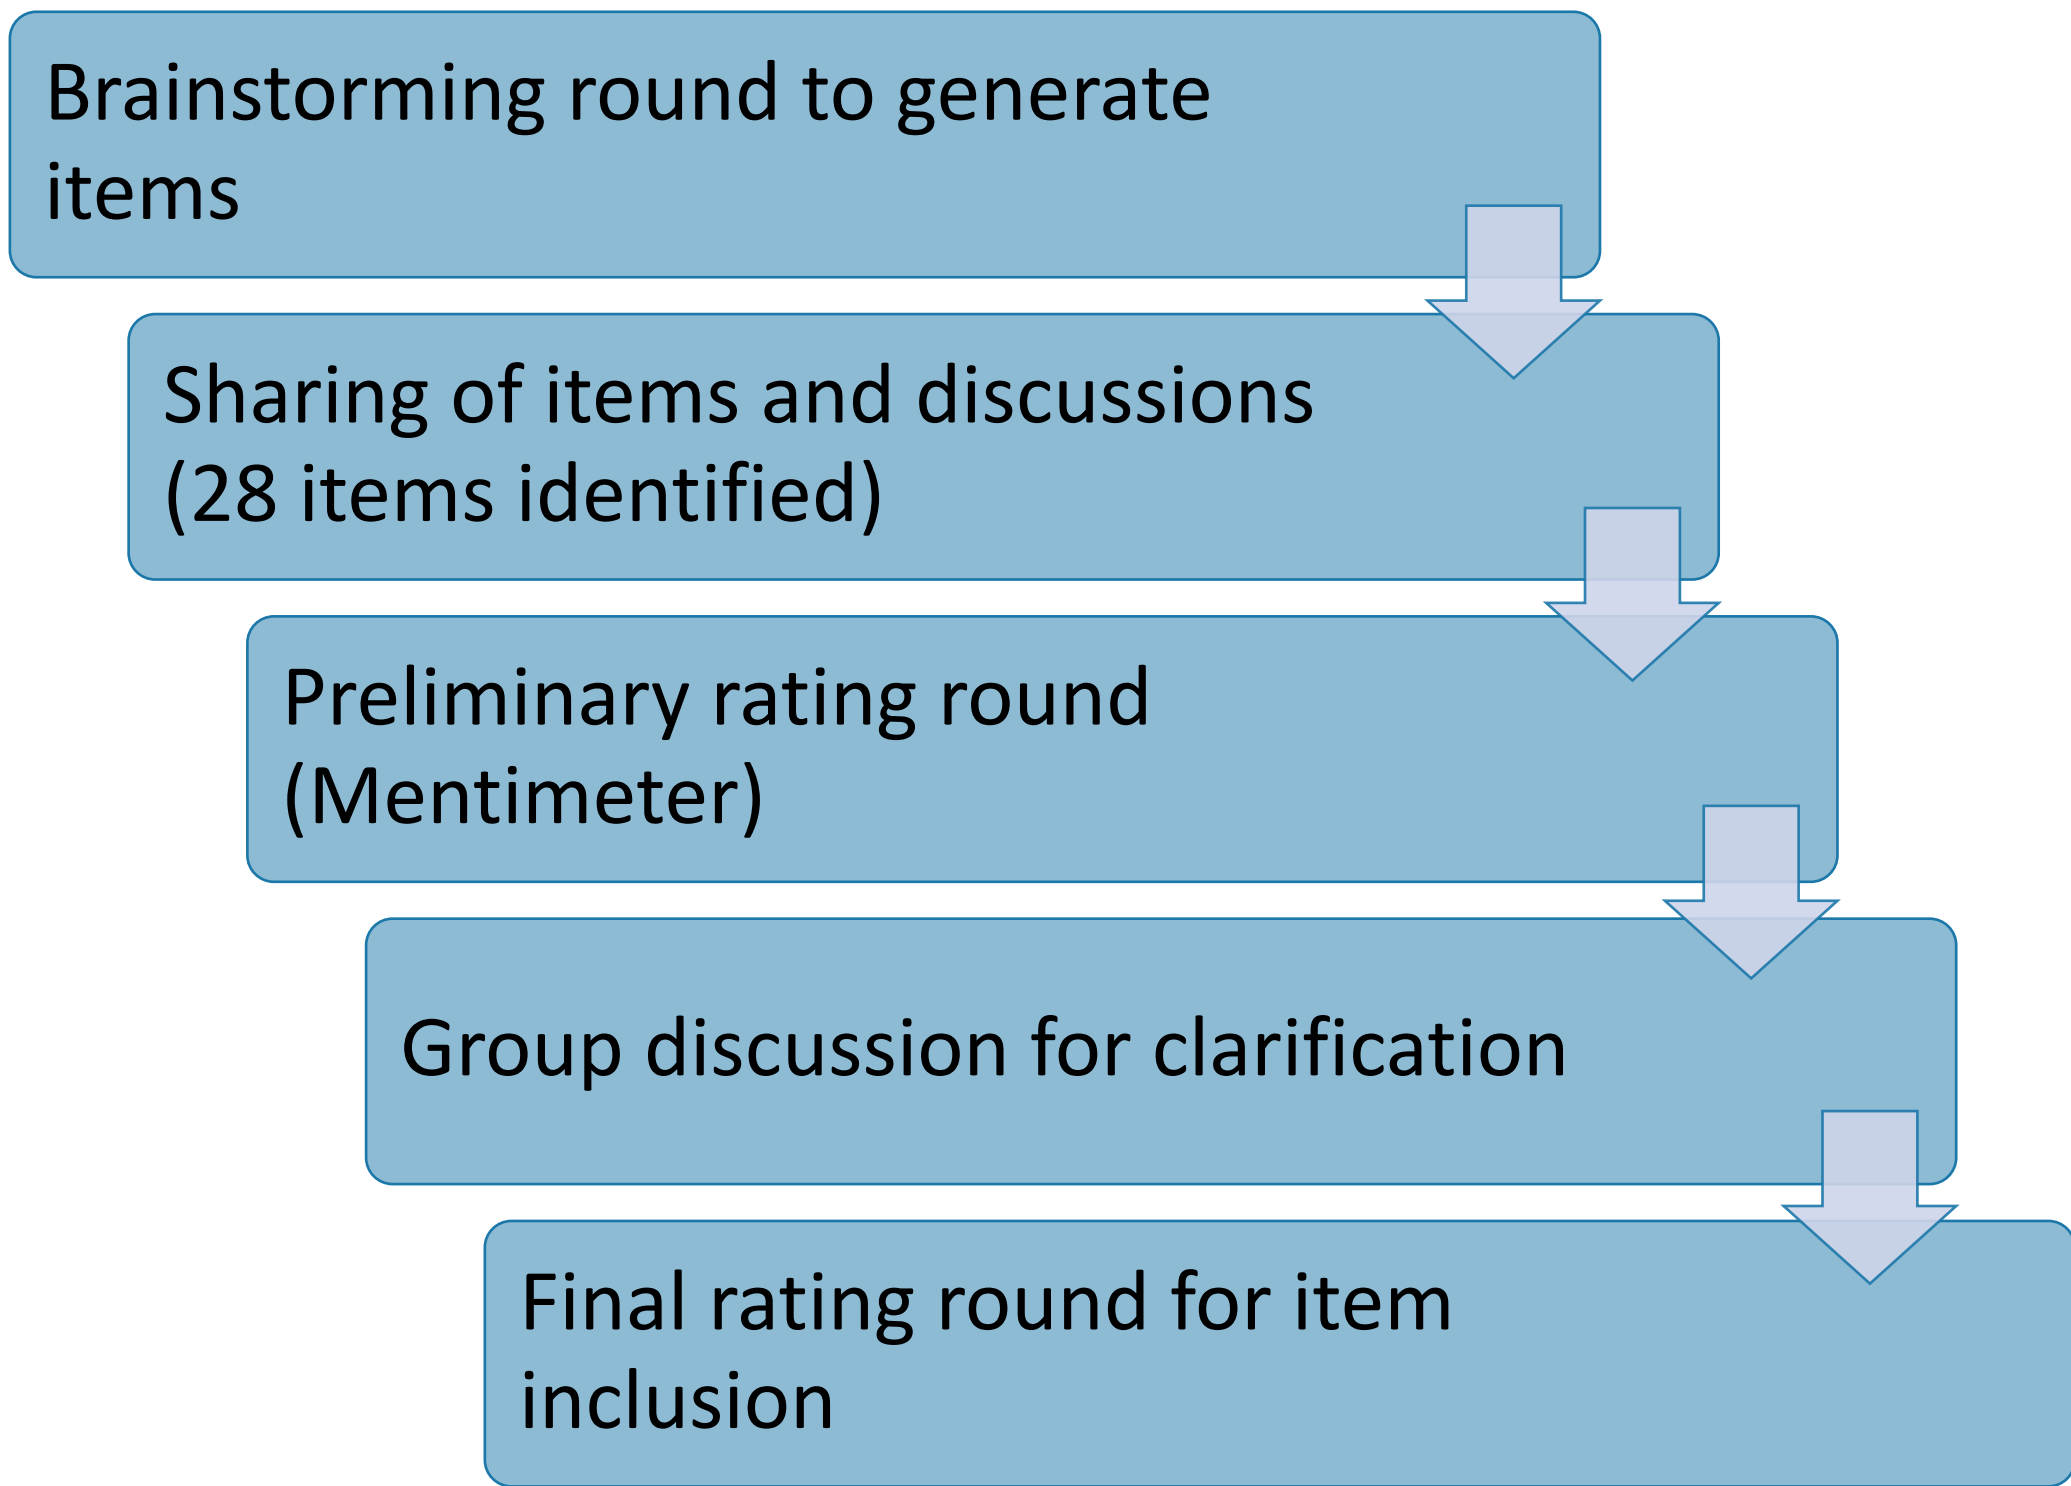 Brainstorming round to generate
items
Sharing of items and discussions
(28 items identified)
Preliminary rating round
(Mentimeter)
Group discussion for clarification
Final rating round for item
inclusion